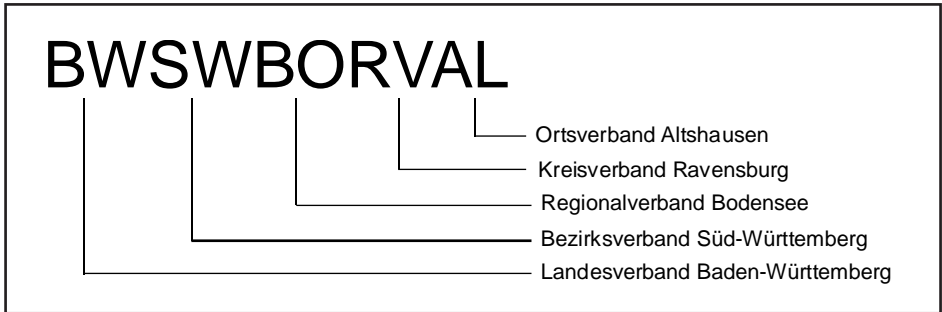 BWSWBORVAL
Ortsverband Altshausen
Kreisverband Ravensburg
Regionalverband Bodensee
Bezirksverband Süd-Württemberg
Landesverband Baden-Württemberg